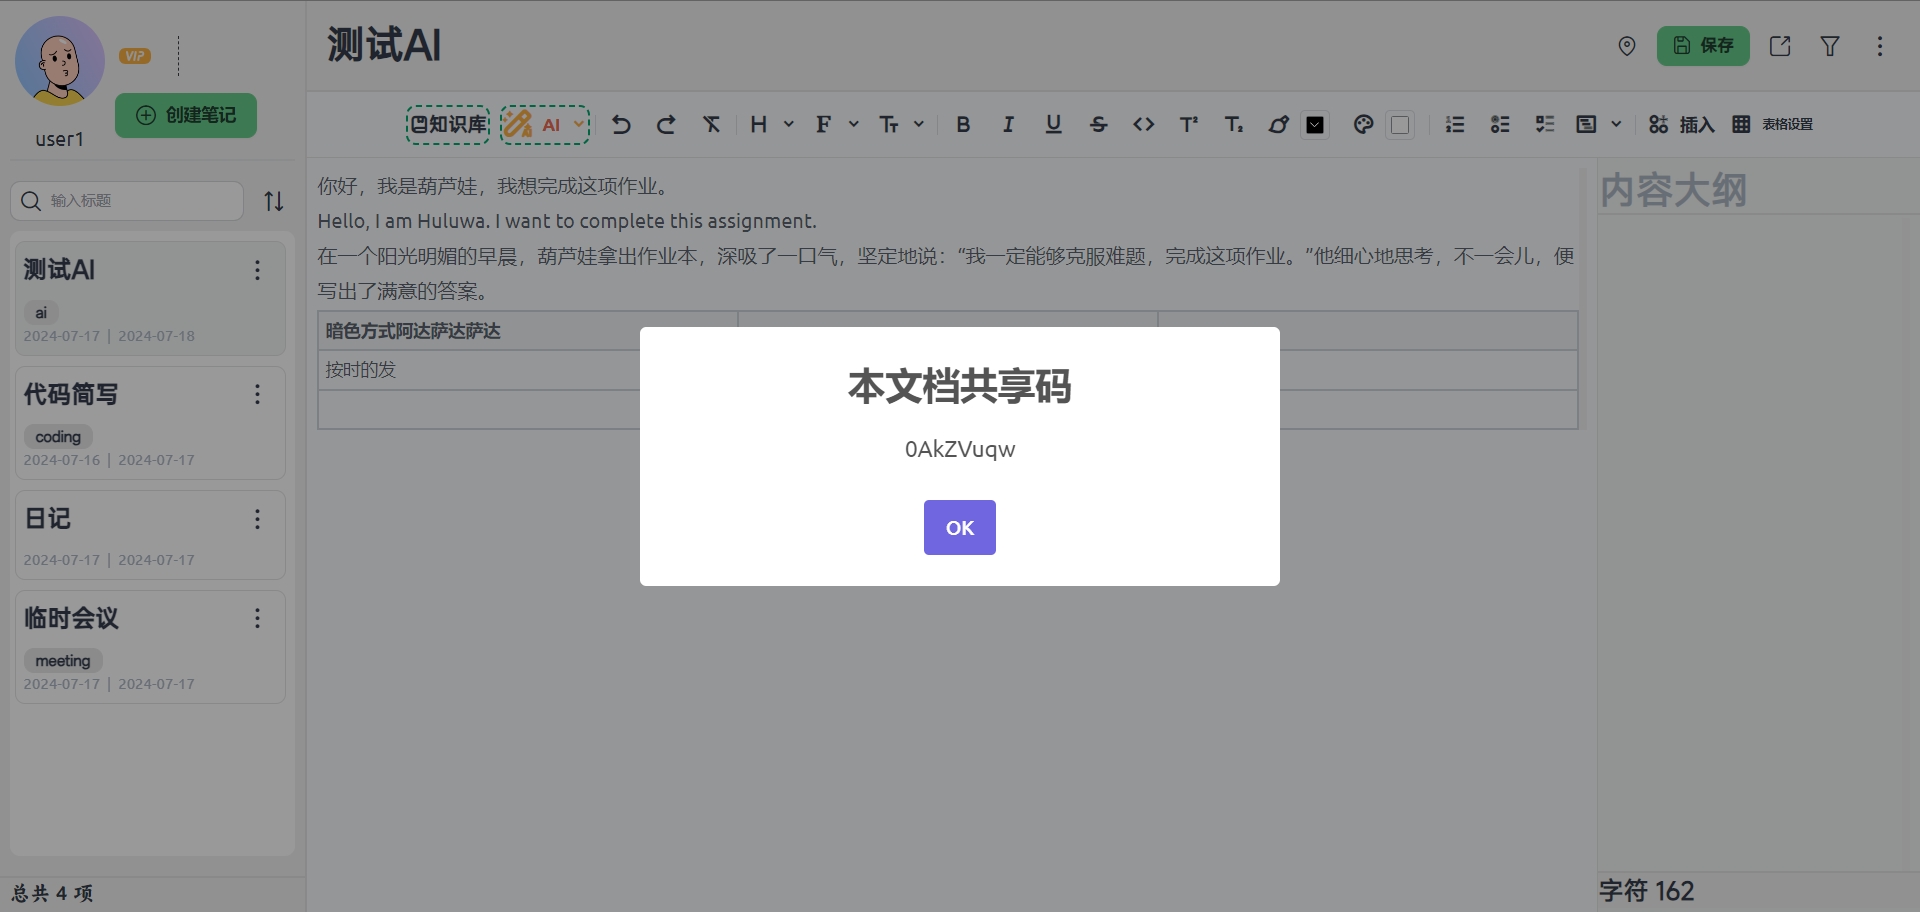 VIP
创建笔记
user1
输入标题
测试AI
ai
2024-07-17 | 2024-07-18
代码简写
coding
2024-07-16 | 2024-07-17
日记
2024-07-17 | 2024-07-17
临时会议
meeting
2024-07-17 | 2024-07-17
总共 4 项
测试AI
保存
知识库 AI H F Tт B I U S <> T² T₂ 插入 表格设置
你好，我是葫芦娃，我想完成这项作业。
Hello, I am Huluwa. I want to complete this assignment.
在一个阳光明媚的早晨，葫芦娃拿出作业本，深吸了一口气，坚定地说：“我一定能够克服难题，完成这项作业。”他细心地思考，不一会儿，便
写出了满意的答案。
暗色方式阿达萨达萨达
按时的发
本文档共享码
0AkZVuqw
OK
内容大纲
字符 162